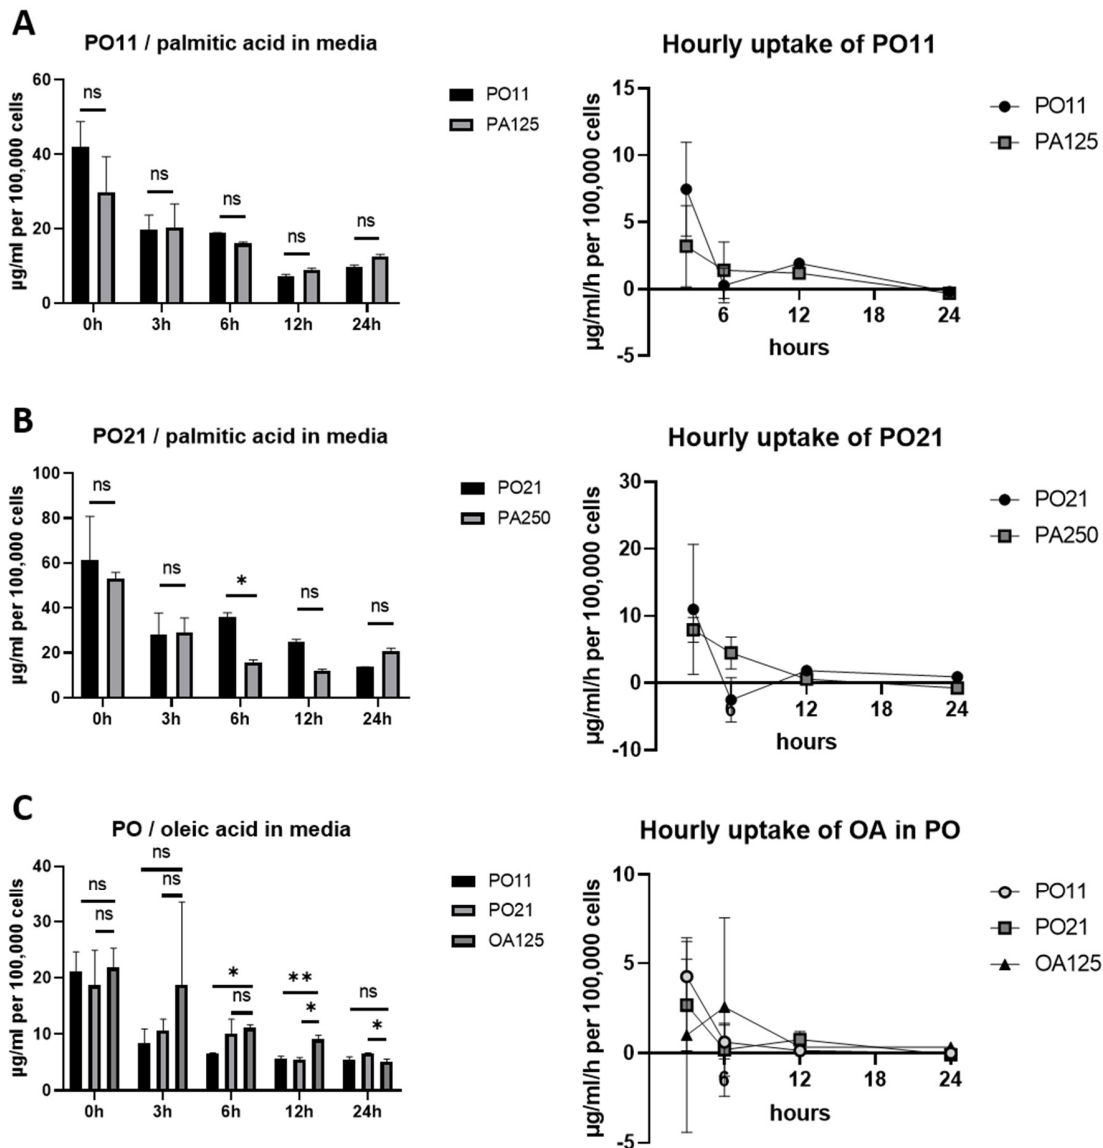 A
PO11 / palmitic acid in media
µg/ml per 100,000 cells
60
40
20
0
ns
ns
ns
ns
ns
0h
3h
6h
12h
24h
PO11
PA125
Hourly uptake of PO11
µg/ml/h per 100,000 cells
15
10
5
0
-5
6
12
18
24
hours
PO11
PA125
B
PO21 / palmitic acid in media
µg/ml per 100,000 cells
100
80
60
40
20
0
ns
ns
*
ns
ns
0h
3h
6h
12h
24h
PO21
PA250
Hourly uptake of PO21
µg/ml/h per 100,000 cells
30
20
10
0
-10
6
12
18
24
hours
PO21
PA250
C
PO / oleic acid in media
µg/ml per 100,000 cells
40
30
20
10
0
ns
ns
ns
ns
*
ns
**
*
ns
*
0h
3h
6h
12h
24h
PO11
PO21
OA125
Hourly uptake of OA in PO
µg/ml/h per 100,000 cells
10
5
0
-5
6
12
18
24
hours
PO11
PO21
OA125